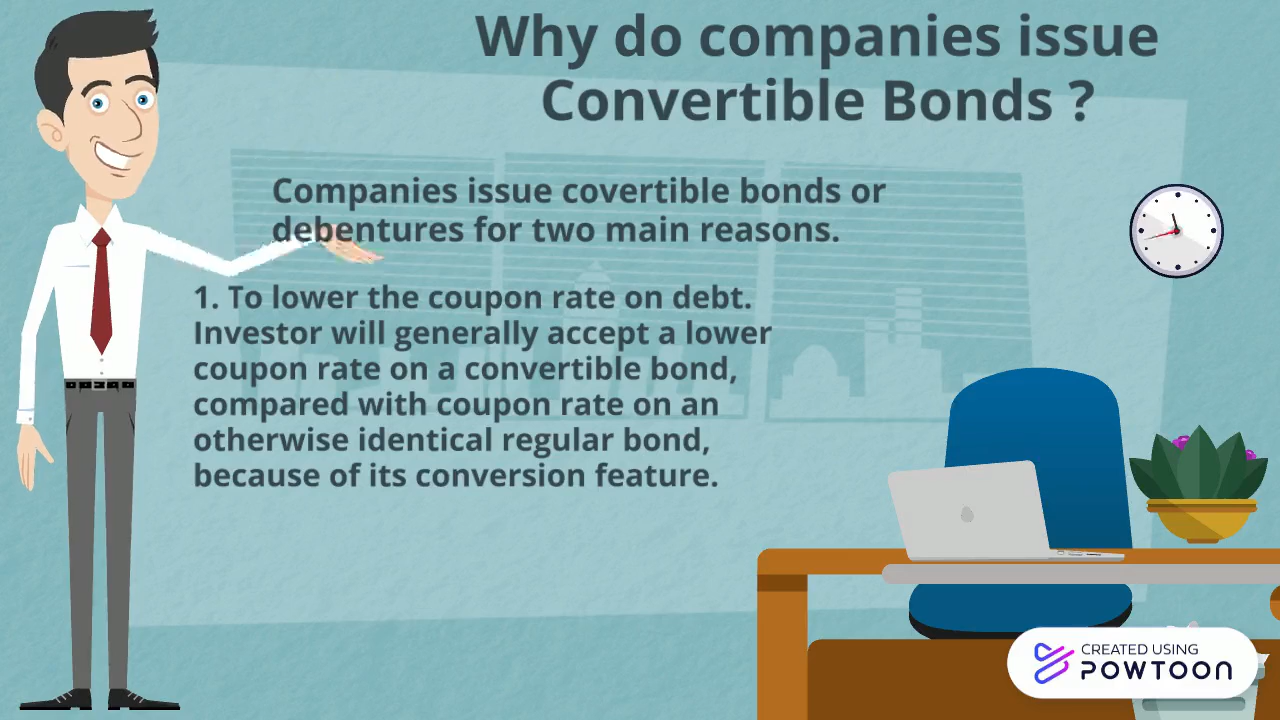 Why do companies issue
Convertible Bonds ?
Companies issue covertible bonds or
debentures for two main reasons.
1. To lower the coupon rate on debt.
Investor will generally accept a lower
coupon rate on a convertible bond,
compared with coupon rate on an
otherwise identical regular bond,
because of its conversion feature.
CREATED USING
POWTOON